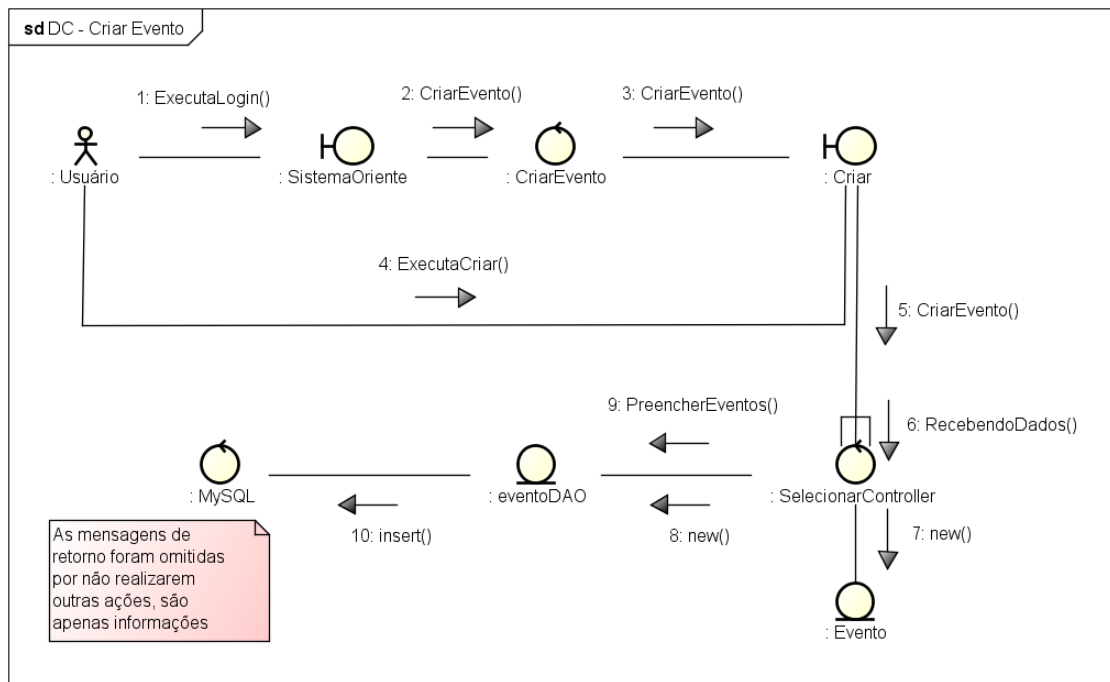 sd DC - Criar Evento
1: ExecutaLogin()
2: CriarEvento()
3: CriarEvento()
: Usuário
: SistemaOriente
: CriarEvento
: Criar
4: ExecutaCriar()
5: CriarEvento()
9: PreencherEventos()
6: RecebendoDados()
: MySQL
: eventoDAO
: SelecionarController
10: insert()
8: new()
7: new()
As mensagens de
retorno foram omitidas
por não realizarem
outras ações, são
apenas informações
: Evento